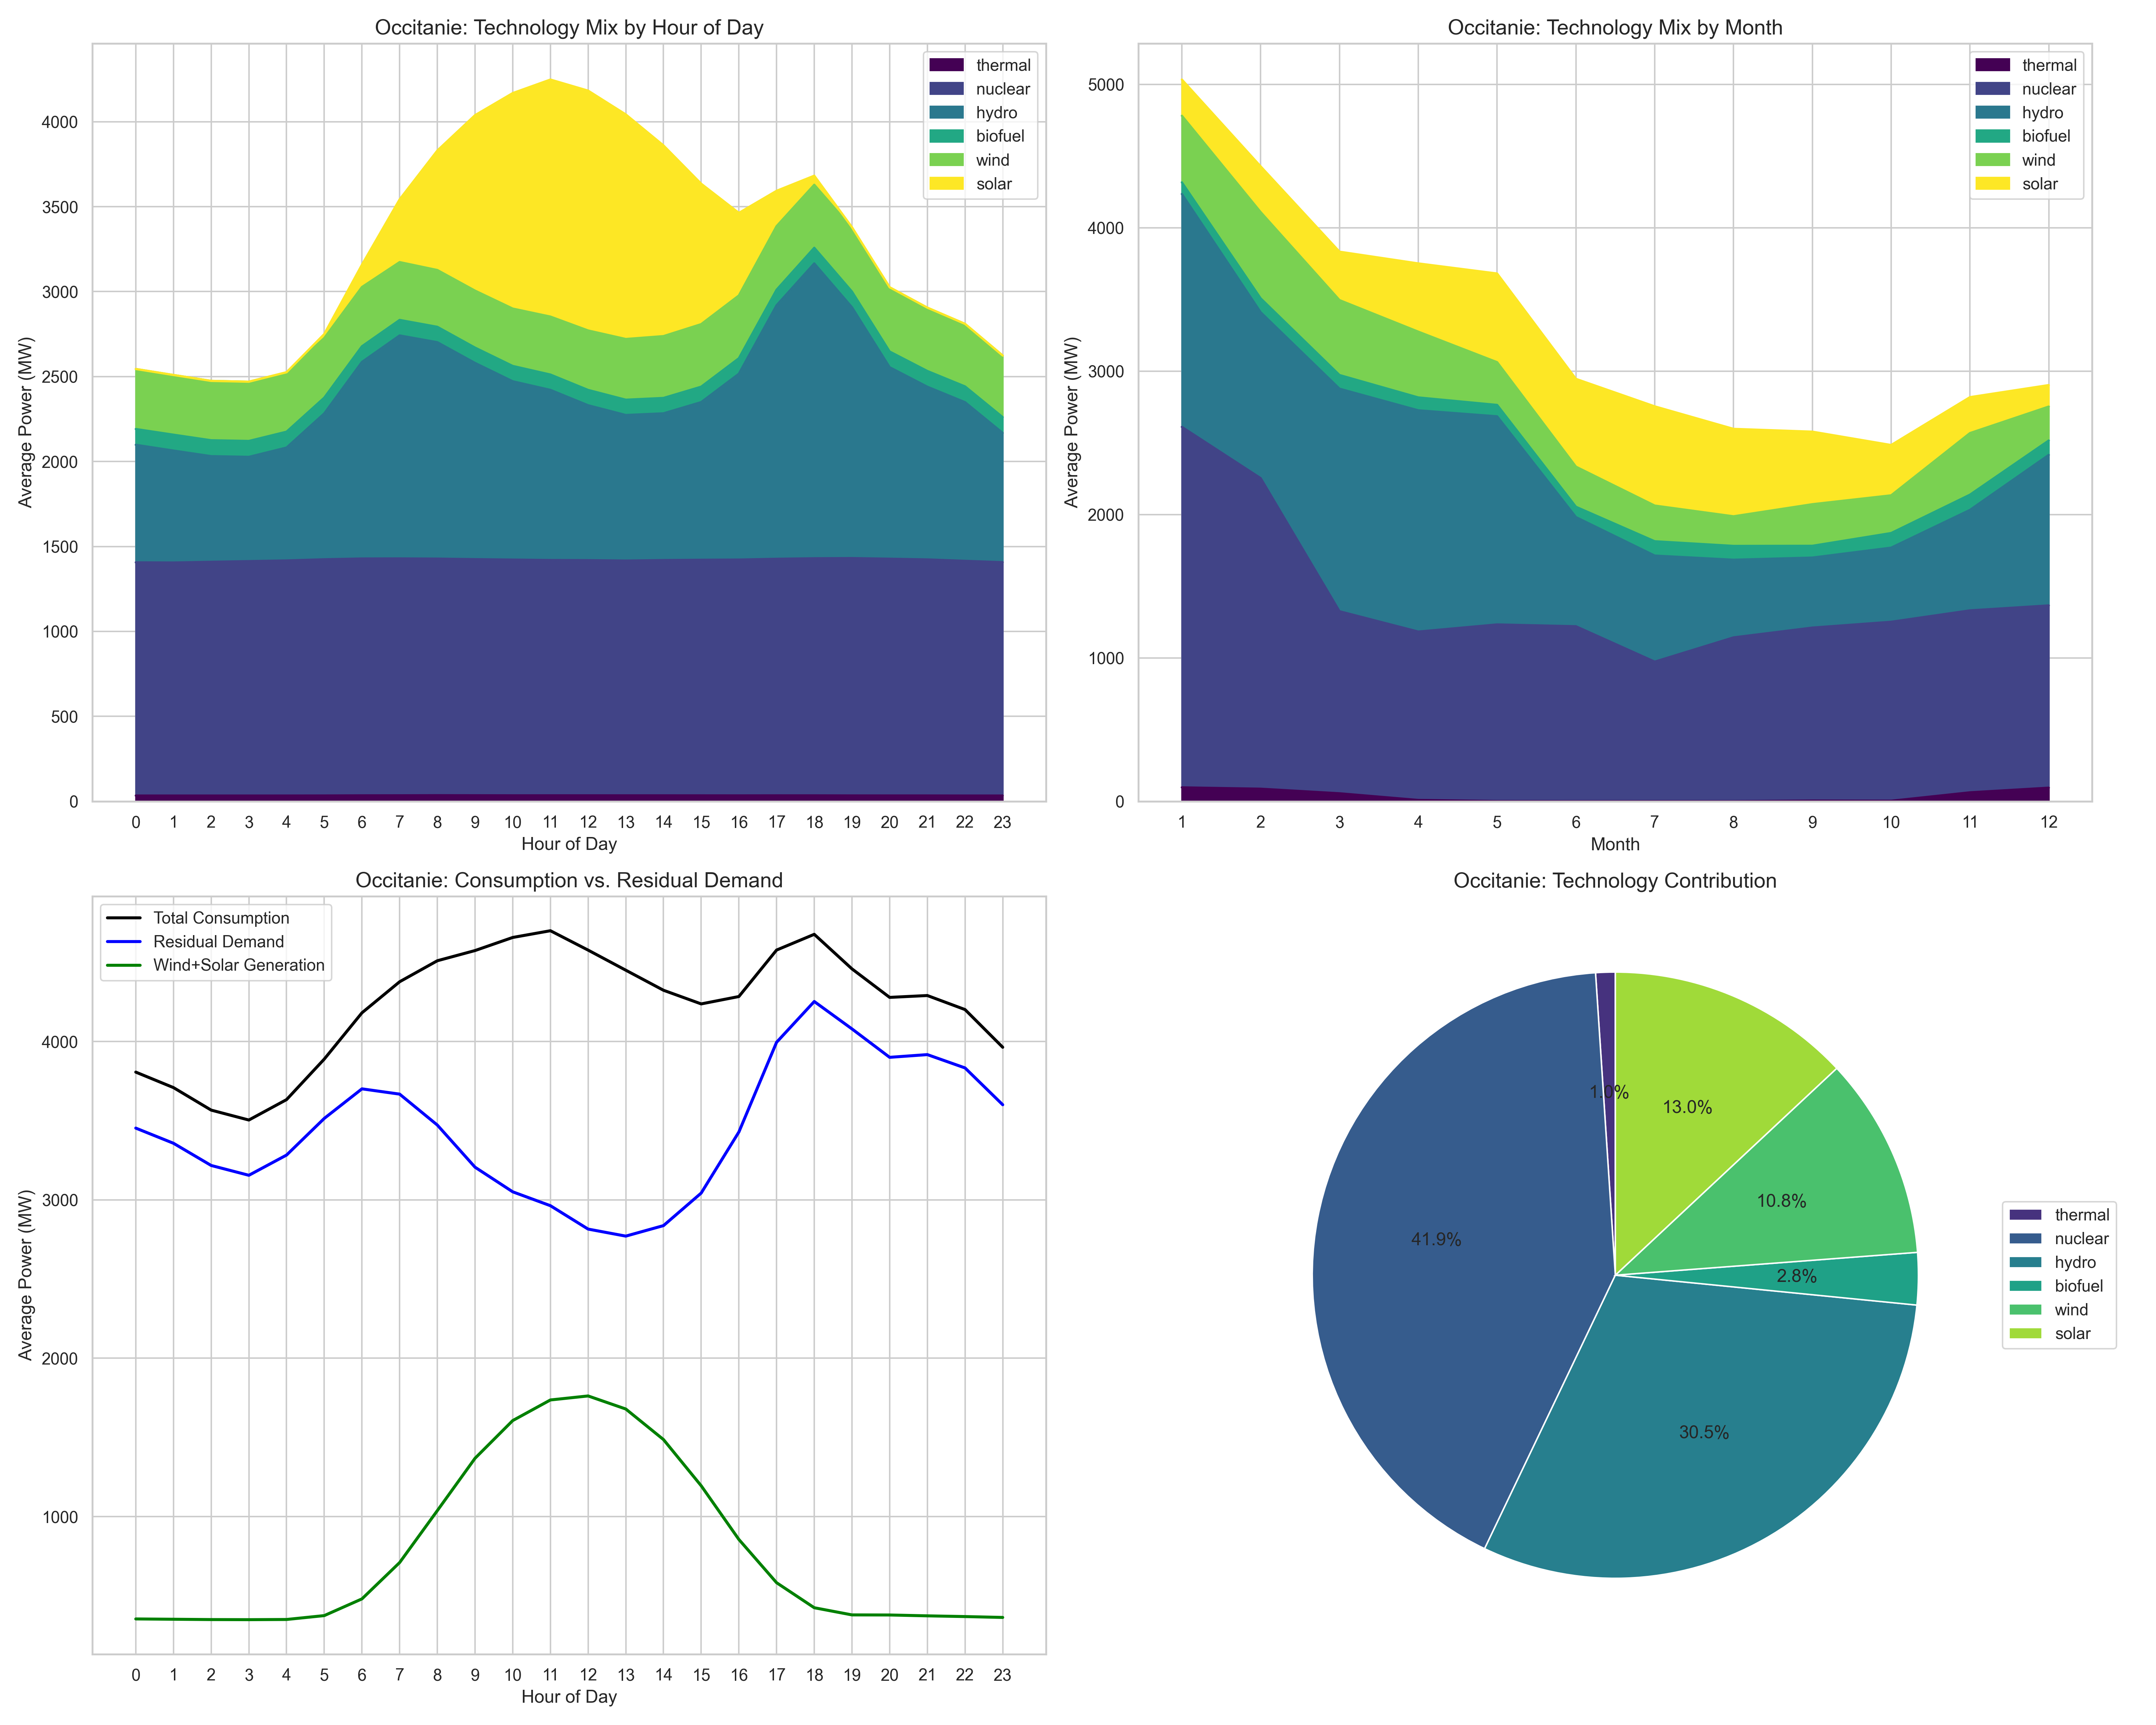 Occitanie: Technology Mix by Hour of Day
Average Power (MW)
4000
3500
3000
2500
2000
1500
1000
500
0
0 1 2 3 4 5 6 7 8 9 10 11 12 13 14 15 16 17 18 19 20 21 22 23
Hour of Day
thermal
nuclear
hydro
biofuel
wind
solar
Occitanie: Technology Mix by Month
Average Power (MW)
5000
4000
3000
2000
1000
0
1 2 3 4 5 6 7 8 9 10 11 12
Month
thermal
nuclear
hydro
biofuel
wind
solar
Occitanie: Consumption vs. Residual Demand
Total Consumption
Residual Demand
Wind+Solar Generation
Average Power (MW)
4000
3000
2000
1000
0 1 2 3 4 5 6 7 8 9 10 11 12 13 14 15 16 17 18 19 20 21 22 23
Hour of Day
Occitanie: Technology Contribution
1.0%
13.0%
10.8%
41.9%
2.8%
30.5%
thermal
nuclear
hydro
biofuel
wind
solar